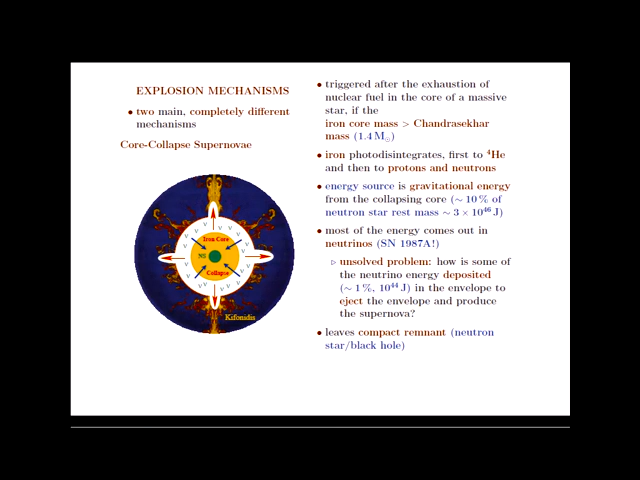 EXPLOSION MECHANISMS
• two main, completely different
mechanisms
Core-Collapse Supernovae
Iron Core
NS
Collapse
ν ν ν ν ν ν ν ν ν ν ν ν ν ν ν ν
Kifonidis
• triggered after the exhaustion of
nuclear fuel in the core of a massive
star, if the
iron core mass > Chandrasekhar
mass (1.4 M⊙)
• iron photodisintegrates, first to ⁴He
and then to protons and neutrons
• energy source is gravitational energy
from the collapsing core (∼ 10 % of
neutron star rest mass ∼ 3 × 10⁴⁶ J)
• most of the energy comes out in
neutrinos (SN 1987A!)
▷ unsolved problem: how is some of
the neutrino energy deposited
(∼ 1 %, 10⁴⁴ J) in the envelope to
eject the envelope and produce
the supernova?
• leaves compact remnant (neutron
star/black hole)